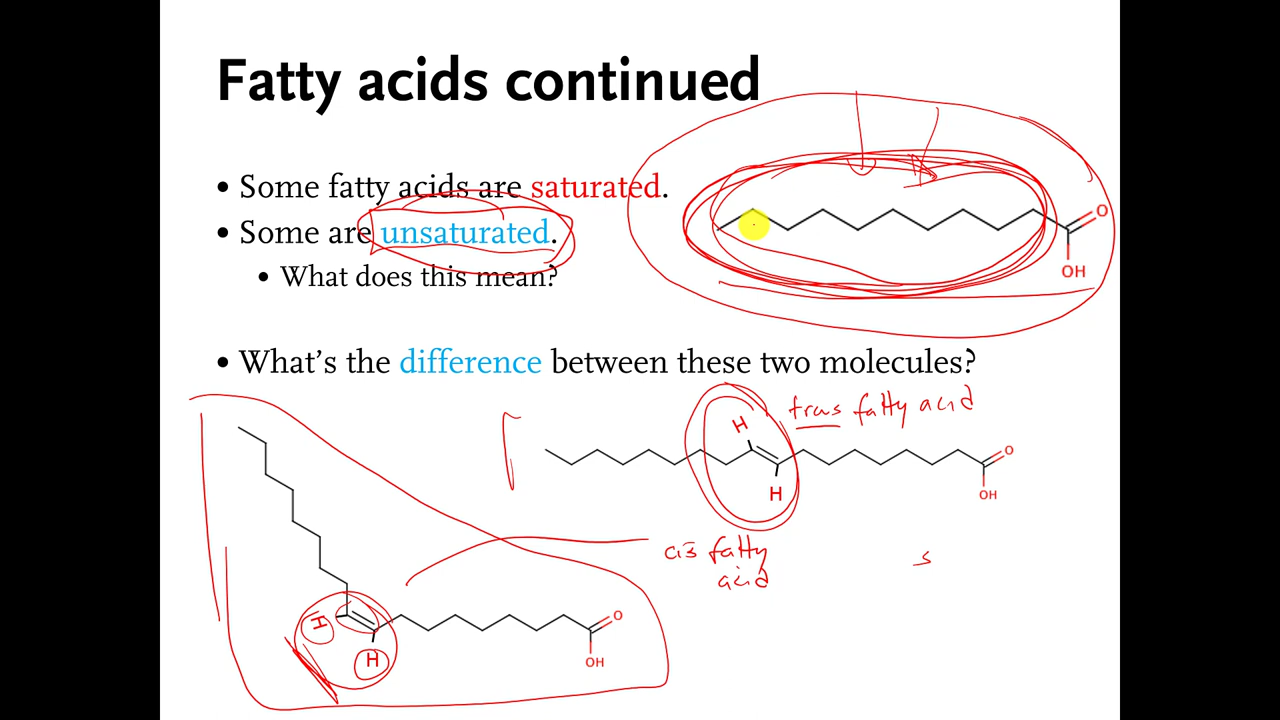 Fatty acids continued
• Some fatty acids are saturated.
• Some are unsaturated.
• What does this mean?
O
OH
• What's the difference between these two molecules?
trans fatty acid
H
O
H
OH
cis fatty
acid
s
H
O
H
OH